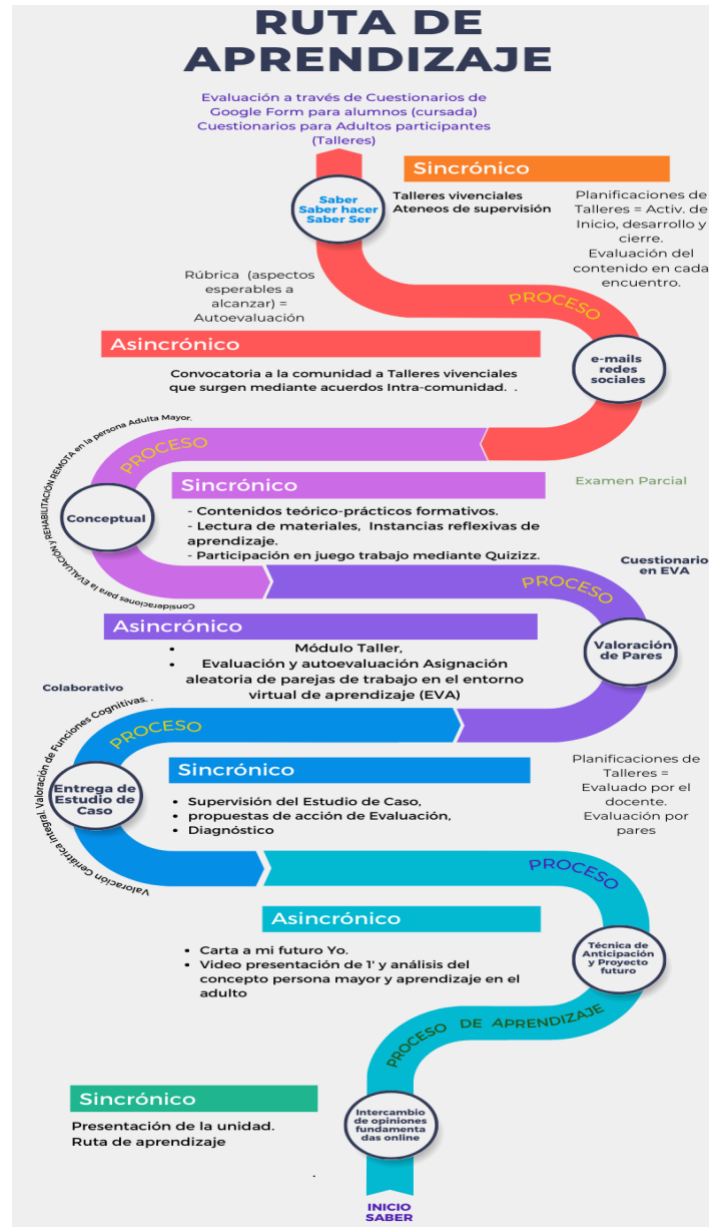 RUTA DE
APRENDIZAJE
Evaluación a través de Cuestionarios de
Google Form para alumnos (cursada)
Cuestionarios para Adultos participantes
(Talleres)
Sincrónico
Saber
Saber hacer
Saber Ser
Talleres vivenciales
Ateneos de supervisión
Planificaciones de
Talleres = Activ. de
Inicio, desarrollo y
cierre.
Evaluación del
contenido en cada
encuentro.
Rúbrica (aspectos
esperables a
alcanzar) =
Autoevaluación
PROCESO
Asincrónico
e-mails
redes
sociales
Convocatoria a la comunidad a Talleres vivenciales
que surgen mediante acuerdos Intra-comunidad. .
Consideraciones para la EVALUACIÓN y REHABILITACIÓN REMOTA en la persona Adulta Mayor.
PROCESO
Sincrónico
Examen Parcial
Conceptual
- Contenidos teórico-prácticos formativos.
- Lectura de materiales, Instancias reflexivas de
aprendizaje.
- Participación en juego trabajo mediante Quizizz.
Cuestionario
en EVA
PROCESO
Asincrónico
Valoración
de Pares
• Módulo Taller,
• Evaluación y autoevaluación Asignación
aleatoria de parejas de trabajo en el entorno
virtual de aprendizaje (EVA)
Colaborativo
Valoración Geriátrica integral. Valoración de Funciones Cognitivas. .
PROCESO
Sincrónico
Entrega de
Estudio de
Caso
• Supervisión del Estudio de Caso,
• propuestas de acción de Evaluación,
• Diagnóstico
Planificaciones de
Talleres =
Evaluado por el
docente.
Evaluación por
pares
PROCESO
Asincrónico
• Carta a mi futuro Yo.
• Video presentación de 1' y análisis del
concepto persona mayor y aprendizaje en el
adulto
Técnica de
Anticipación
y Proyecto
futuro
PROCESO DE APRENDIZAJE
Sincrónico
Presentación de la unidad.
Ruta de aprendizaje
Intercambio
de opiniones
fundamenta
das online
.
INICIO
SABER